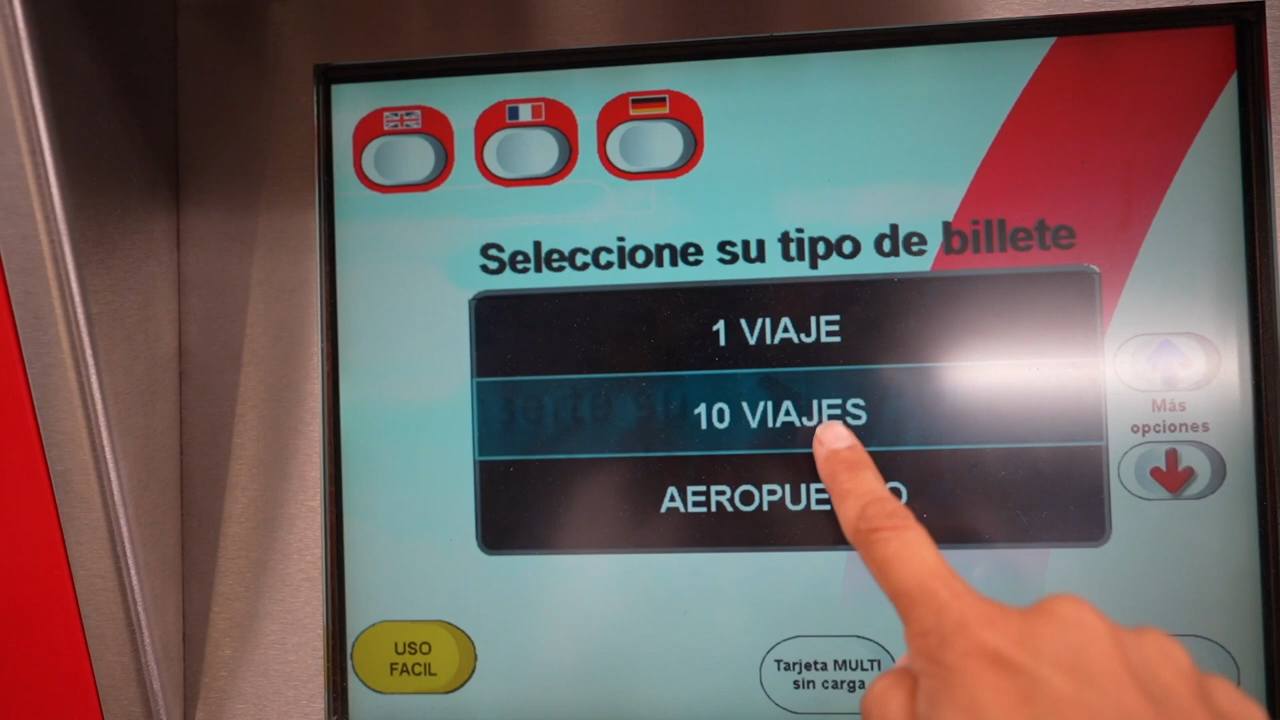 Seleccione su tipo de billete
1 VIAJE
10 VIAJES
Más
opciones
USO
FACIL
Tarjeta MULTI
sin carga